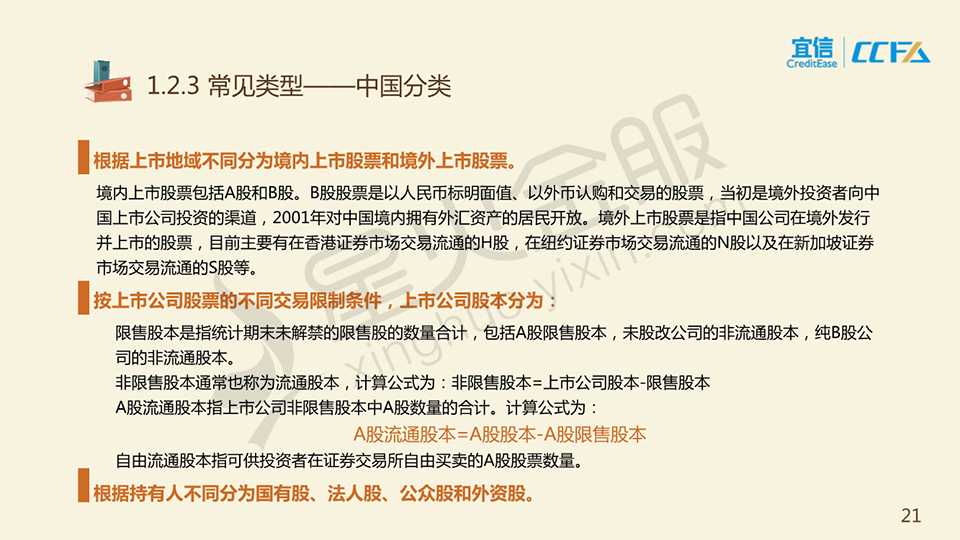 宜信
CreditEase
CCFA
1.2.3 常见类型——中国分类
根据上市地域不同分为境内上市股票和境外上市股票。
境内上市股票包括A股和B股。B股股票是以人民币标明面值、以外币认购和交易的股票，当初是境外投资者向中
国上市公司投资的渠道，2001年对中国境内拥有外汇资产的居民开放。境外上市股票是指中国公司在境外发行
并上市的股票，目前主要有在香港证券市场交易流通的H股，在纽约证券市场交易流通的N股以及在新加坡证券
市场交易流通的S股等。
按上市公司股票的不同交易限制条件，上市公司股本分为：
限售股本是指统计期末未解禁的限售股的数量合计，包括A股限售股本，未股改公司的非流通股本，纯B股公
司的非流通股本。
非限售股本通常也称为流通股本，计算公式为：非限售股本=上市公司股本-限售股本
A股流通股本指上市公司非限售股本中A股数量的合计。计算公式为：
A股流通股本=A股股本-A股限售股本
自由流通股本指可供投资者在证券交易所自由买卖的A股股票数量。
根据持有人不同分为国有股、法人股、公众股和外资股。
星火金服
xinghuo.yixin.com
21